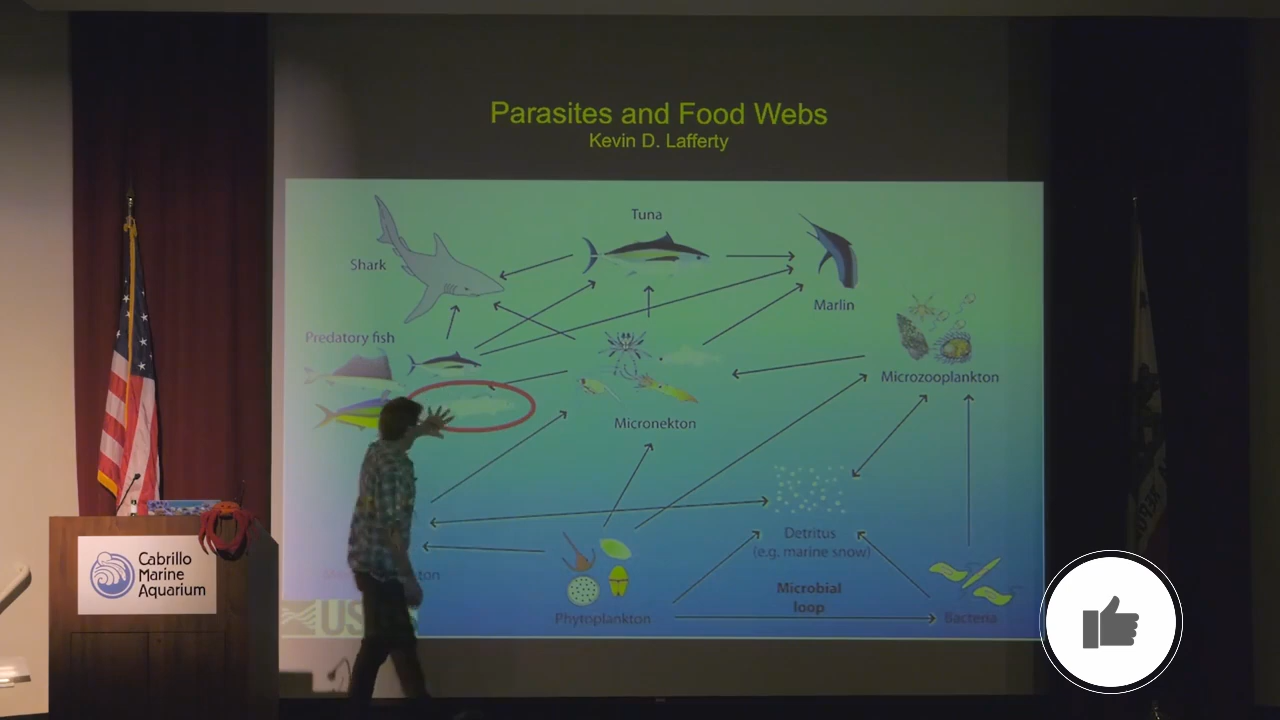 Parasites and Food Webs
Kevin D. Lafferty
Tuna
Shark
Marlin
Predatory fish
Microzooplankton
Micronekton
Detritus
(e.g. marine snow)
Microbial
loop
Phytoplankton
Bacteria
Cabrillo
Marine
Aquarium